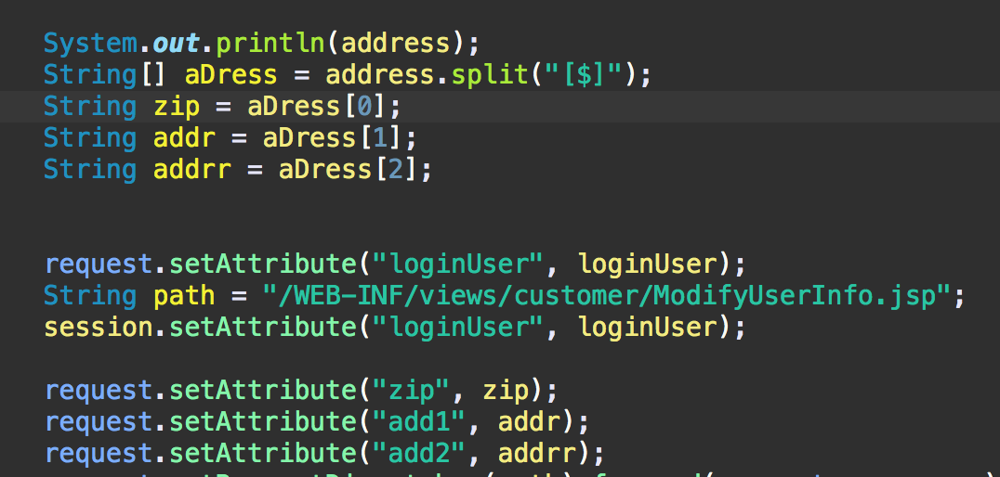 System.out.println(address);
String[] aDress = address.split("[$]");
String zip = aDress[0];
String addr = aDress[1];
String addrr = aDress[2];
request.setAttribute("loginUser", loginUser);
String path = "/WEB-INF/views/customer/ModifyUserInfo.jsp";
session.setAttribute("loginUser", loginUser);
request.setAttribute("zip", zip);
request.setAttribute("add1", addr);
request.setAttribute("add2", addrr);